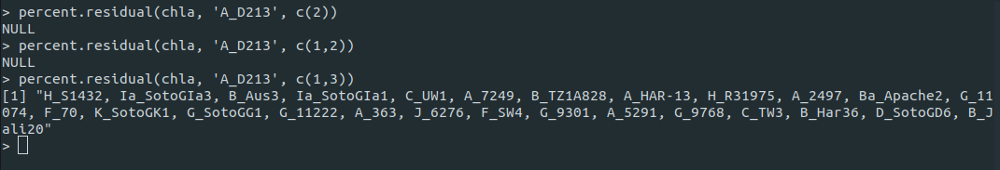 > percent.residual(chla, 'A_D213', c(2))
NULL
> percent.residual(chla, 'A_D213', c(1,2))
NULL
> percent.residual(chla, 'A_D213', c(1,3))
[1] "H_S1432, Ia_SotoGIa3, B_Aus3, Ia_SotoGIa1, C_UW1, A_7249, B_TZ1A828, A_HAR-13, H_R31975, A_2497, Ba_Apache2, G_11
074, F_70, K_SotoGK1, G_SotoGG1, G_11222, A_363, J_6276, F_SW4, G_9301, A_5291, G_9768, C_TW3, B_Har36, D_SotoGD6, B_J
ali20"
>